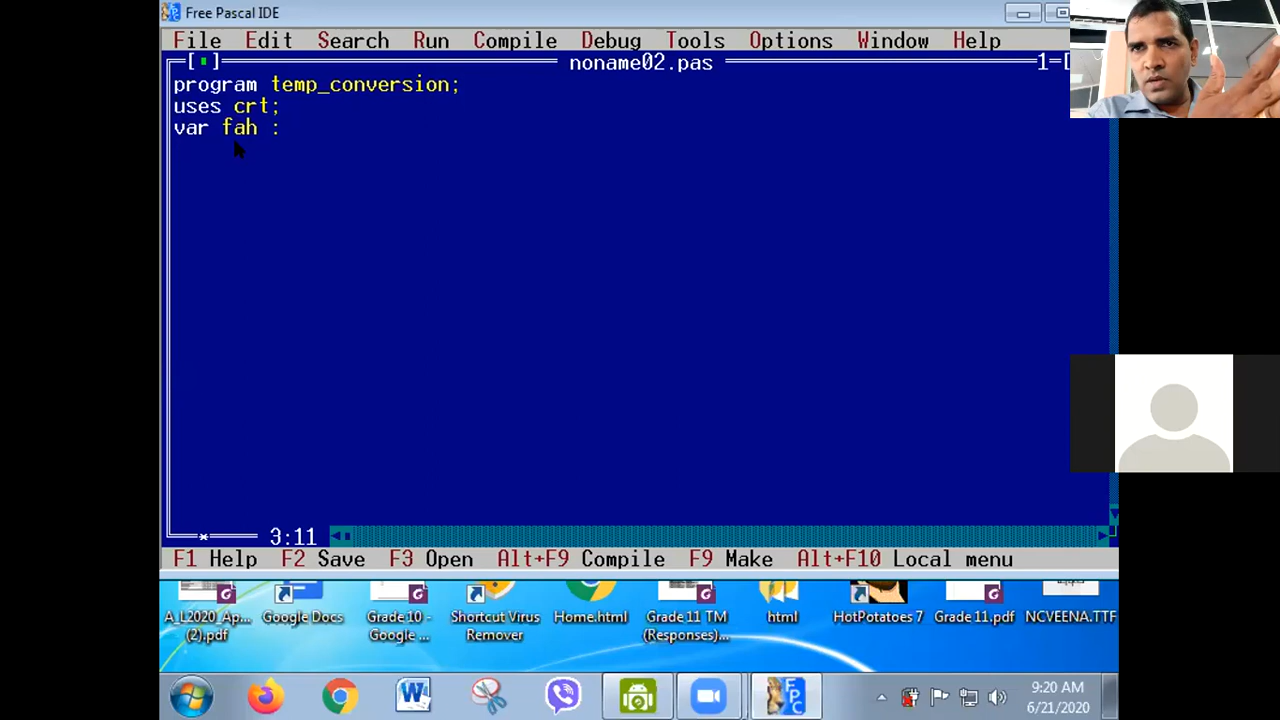 Free Pascal IDE
File Edit Search Run Compile Debug Tools Options Window Help
noname02.pas 1
program temp_conversion;
uses crt;
var fah :
3:11
F1 Help F2 Save F3 Open Alt+F9 Compile F9 Make Alt+F10 Local menu
A_L2020_Ap...
(2).pdf
Google Docs
Grade 10 -
Google ...
Shortcut Virus
Remover
Home.html
Grade 11 TM
(Responses)...
html
HotPotatoes 7
Grade 11.pdf
NCVEENA.TTF
FPC
9:20 AM
6/21/2020